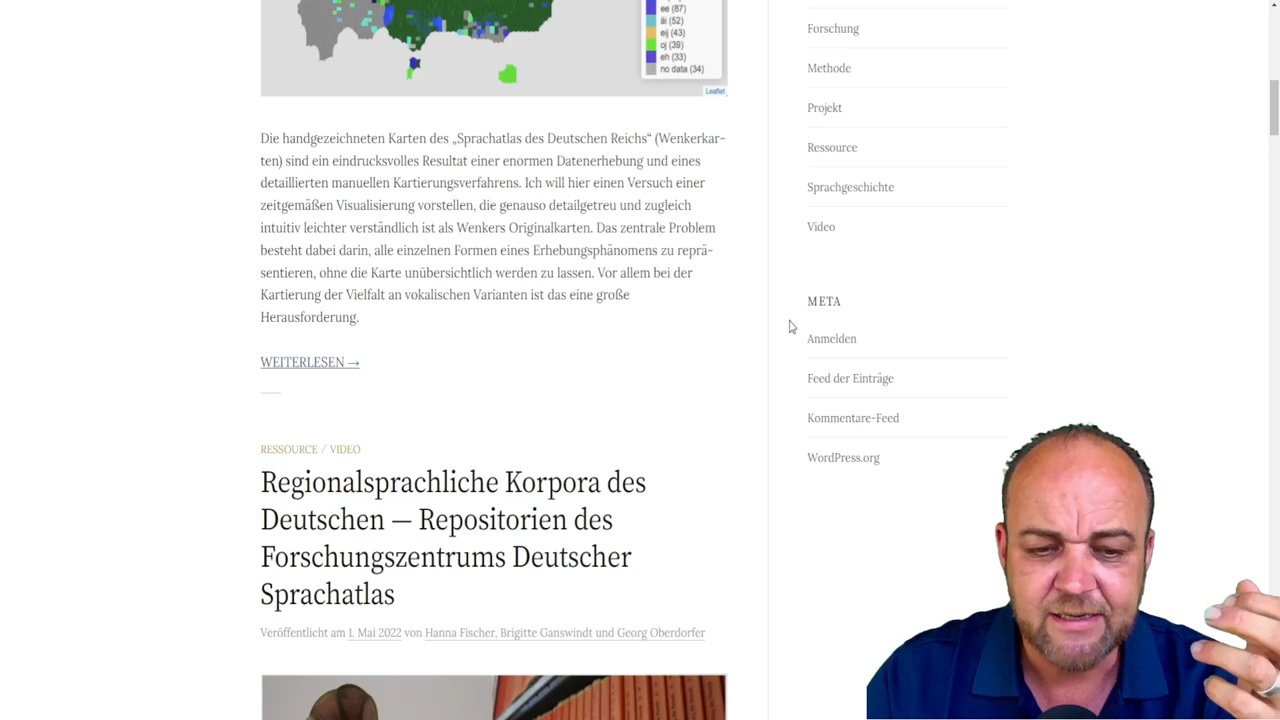 ee (87)
äi (52)
eij (43)
oj (39)
eh (33)
no data (34)
Leaflet
Die handgezeichneten Karten des „Sprachatlas des Deutschen Reichs“ (Wenkerkar-
ten) sind ein eindrucksvolles Resultat einer enormen Datenerhebung und eines
detaillierten manuellen Kartierungsverfahrens. Ich will hier einen Versuch einer
zeitgemäßen Visualisierung vorstellen, die genauso detailgetreu und zugleich
intuitiv leichter verständlich ist als Wenkers Originalkarten. Das zentrale Problem
besteht dabei darin, alle einzelnen Formen eines Erhebungsphänomens zu reprä-
sentieren, ohne die Karte unübersichtlich werden zu lassen. Vor allem bei der
Kartierung der Vielfalt an vokalischen Varianten ist das eine große
Herausforderung.
WEITERLESEN →
RESSOURCE / VIDEO
Regionalsprachliche Korpora des
Deutschen — Repositorien des
Forschungszentrums Deutscher
Sprachatlas
Veröffentlicht am 1. Mai 2022 von Hanna Fischer, Brigitte Ganswindt und Georg Oberdorfer
Forschung
Methode
Projekt
Ressource
Sprachgeschichte
Video
META
Anmelden
Feed der Einträge
Kommentare-Feed
WordPress.org